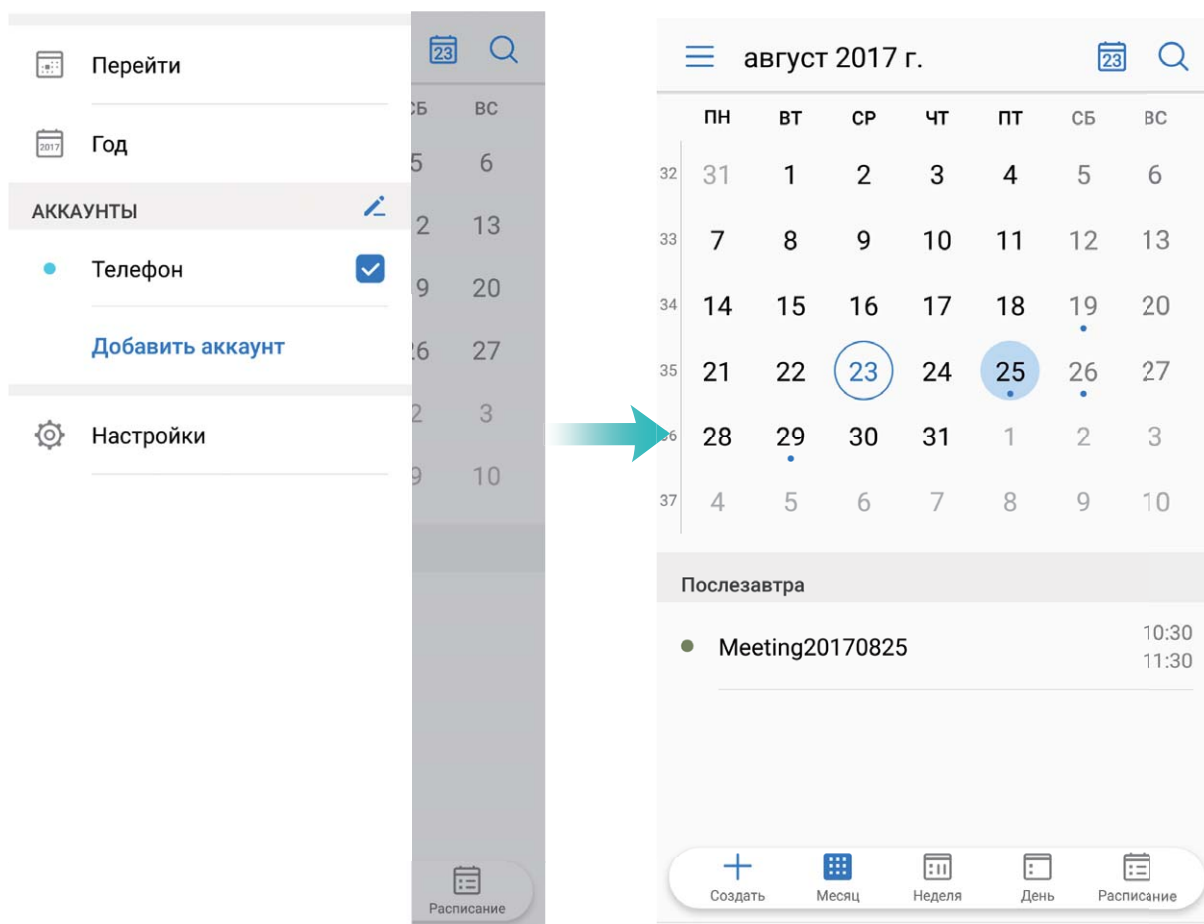 Перейти
2017
Год
АККАУНТЫ
Телефон
Добавить аккаунт
Настройки
23
СБ ВС
5 6
2 13
9 20
26 27
2 3
9 10
Расписание
август 2017 г. 23
ПН ВТ СР ЧТ ПТ СБ ВС
32 31 1 2 3 4 5 6
33 7 8 9 10 11 12 13
34 14 15 16 17 18 19 20
35 21 22 23 24 25 26 27
36 28 29 30 31 1 2 3
37 4 5 6 7 8 9 10
Послезавтра
Meeting20170825 10:30
11:30
Создать Месяц Неделя День Расписание